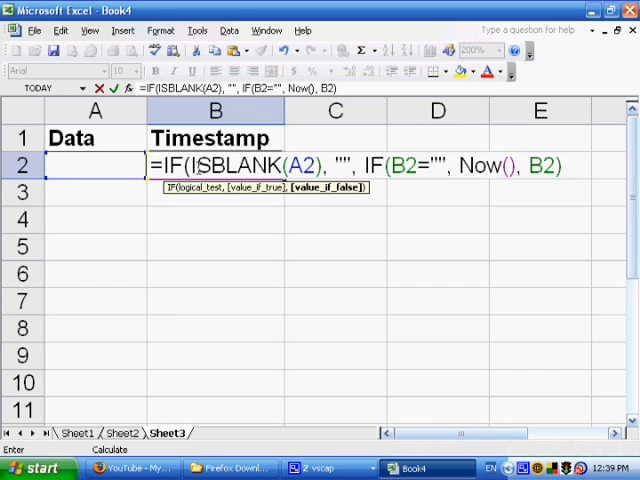 Microsoft Excel - Book4
File Edit View Insert Format Tools Data Window Help
Type a question for help
200%
Arial 10 B I U
TODAY =IF(ISBLANK(A2), "", IF(B2="", Now(), B2)
A B C D E
1 Data Timestamp
2 =IF(ISBLANK(A2), "", IF(B2="", Now(), B2)
IF(logical_test, [value_if_true], [value_if_false])
3
4
5
6
7
8
9
10
11
Sheet1 Sheet2 Sheet3
Enter Calculate
start YouTube - My... Firefox Downl... 2 vscap Book4 EN 12:39 PM